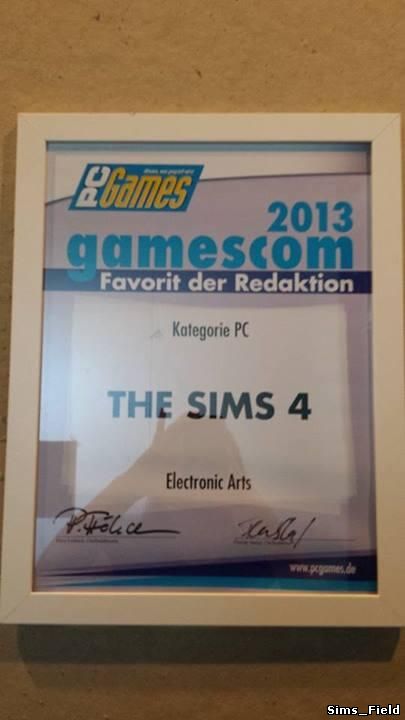 PC Games
2013
gamescom
Favorit der Redaktion
Kategorie PC
THE SIMS 4
Electronic Arts
www.pcgames.de
Sims_Field